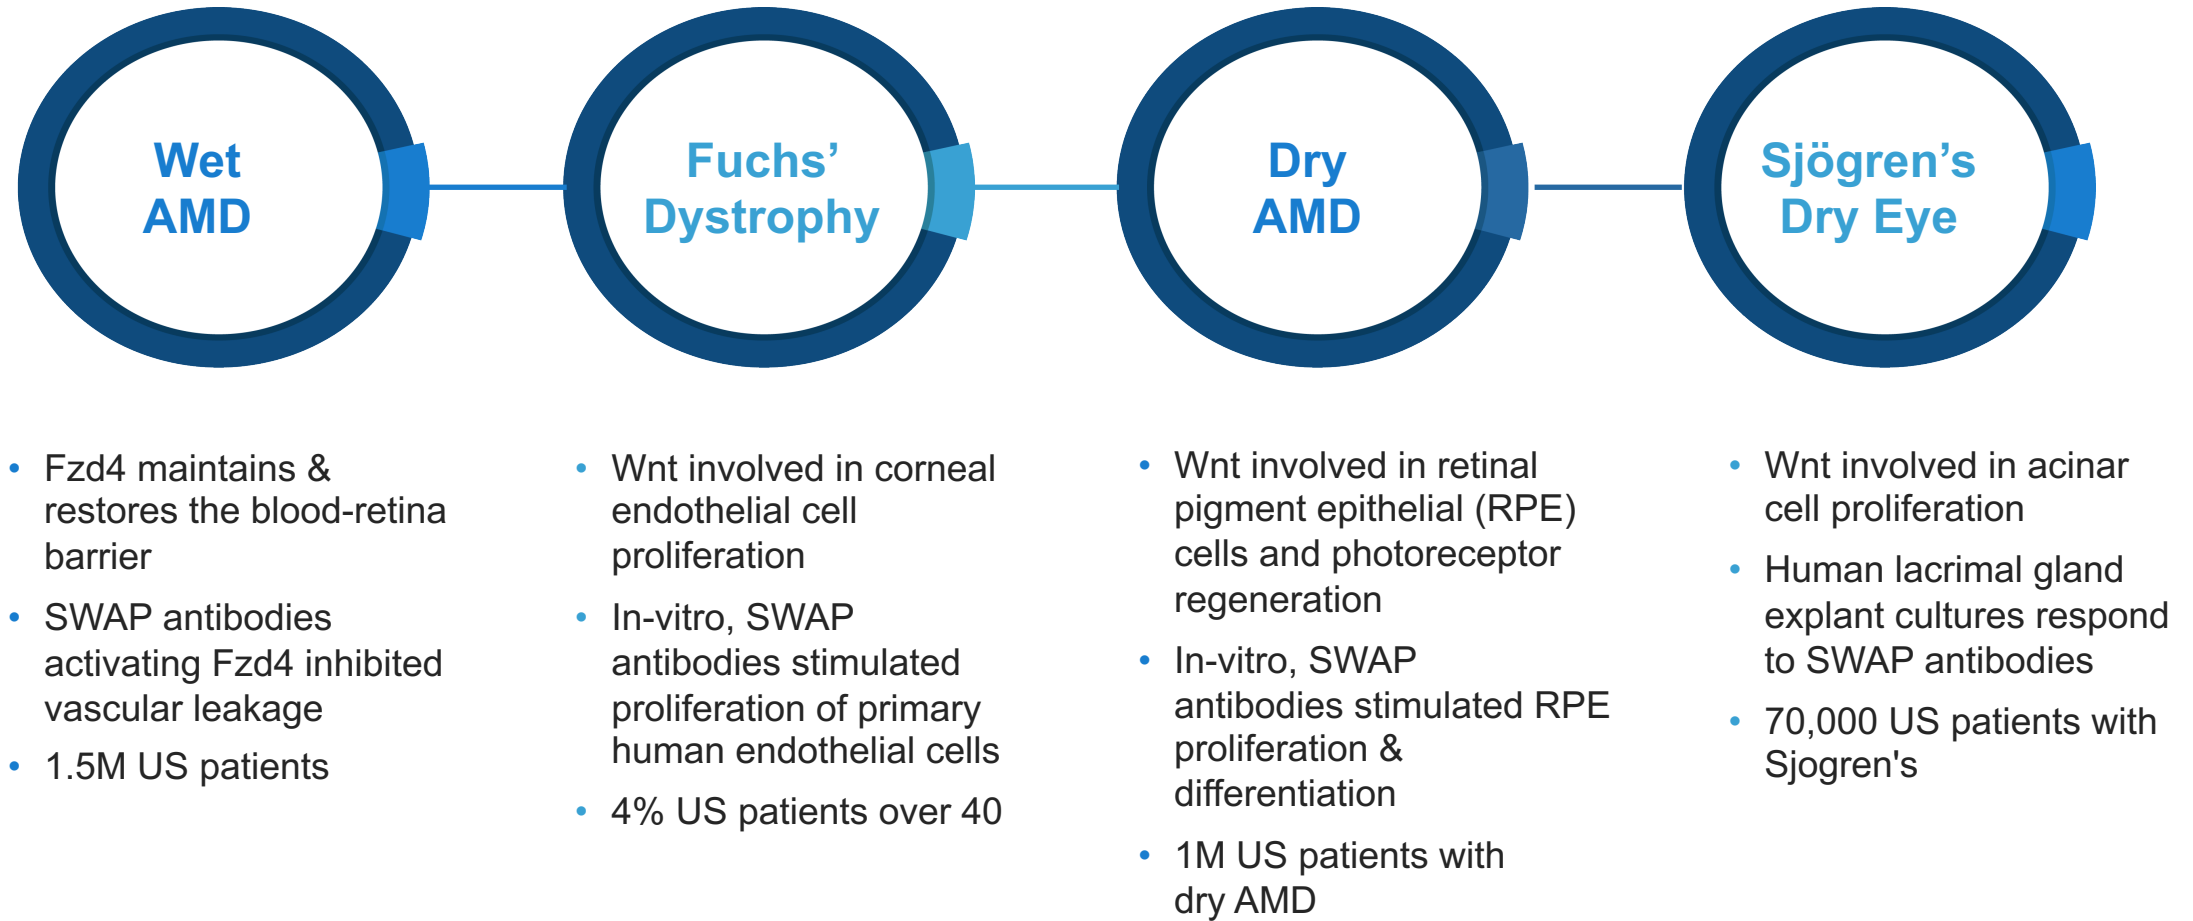 Wet
AMD
Fuchs’
Dystrophy
Dry
AMD
Sjögren’s
Dry Eye
• Fzd4 maintains &
restores the blood-retina
barrier
• SWAP antibodies
activating Fzd4 inhibited
vascular leakage
• 1.5M US patients
• Wnt involved in corneal
endothelial cell
proliferation
• In-vitro, SWAP
antibodies stimulated
proliferation of primary
human endothelial cells
• 4% US patients over 40
• Wnt involved in retinal
pigment epithelial (RPE)
cells and photoreceptor
regeneration
• In-vitro, SWAP
antibodies stimulated RPE
proliferation &
differentiation
• 1M US patients with
dry AMD
• Wnt involved in acinar
cell proliferation
• Human lacrimal gland
explant cultures respond
to SWAP antibodies
• 70,000 US patients with
Sjogren's